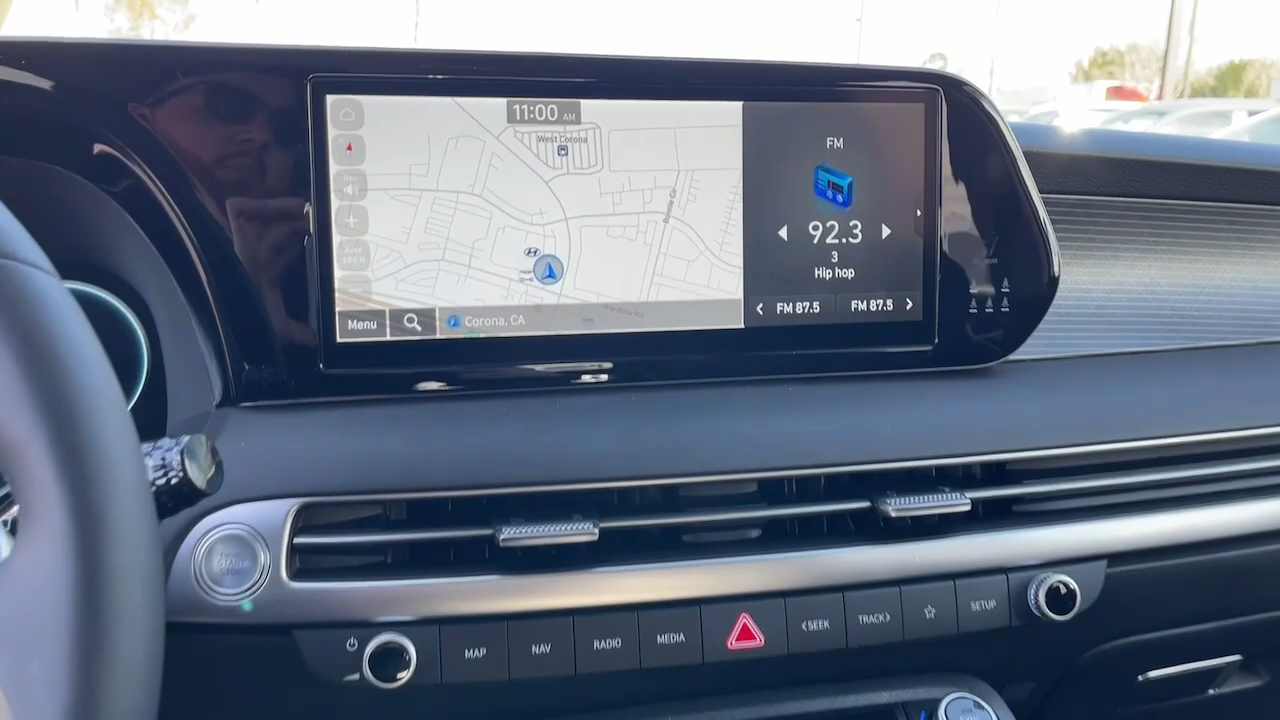 11:00 AM
West Corona
Corona, CA
Menu
FM
92.3
3
Hip hop
FM 87.5
FM 87.5
START
MAP
NAV
RADIO
MEDIA
<SEEK
TRACK>
SETUP